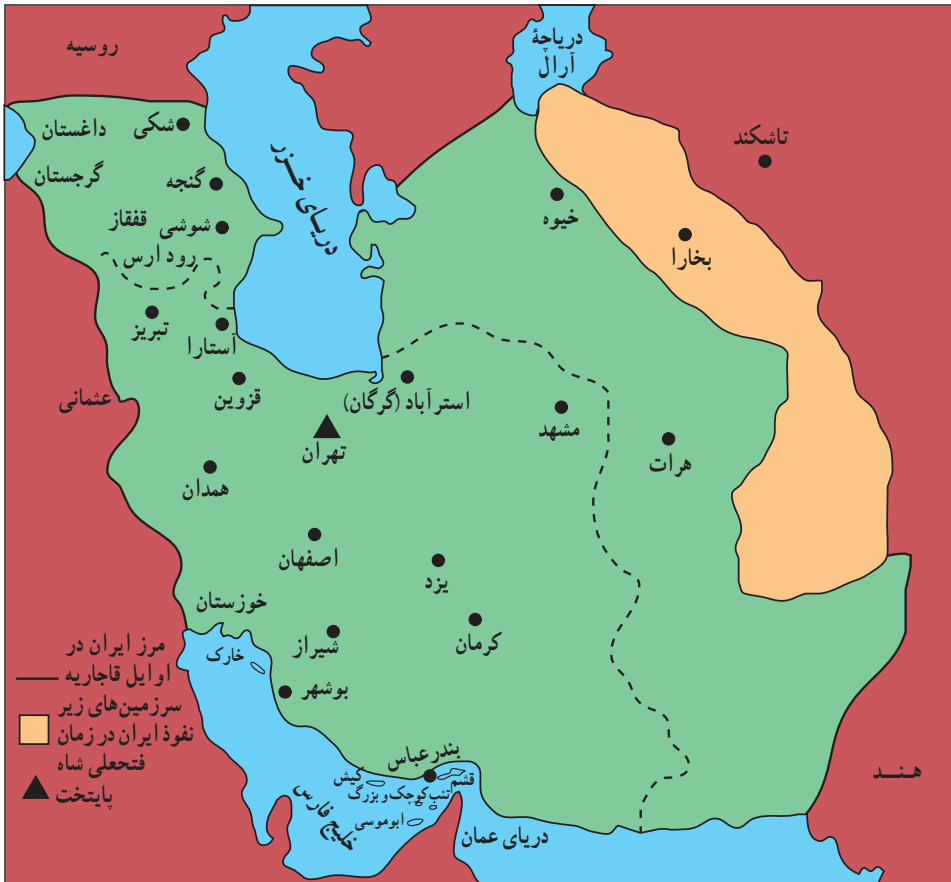 روسیه
دریاچهٔ
آرال
داغستان
شکی
تاشکند
گرجستان
گنجه
دریای خزر
خیوه
قفقاز
شوشی
بخارا
رود ارس
تبریز
آستارا
عثمانی
قزوین
استرآباد (گرگان)
مشهد
تهران
هرات
همدان
اصفهان
یزد
خوزستان
شیراز
کرمان
خارک
بوشهر
مرز ایران در
اوایل قاجاریه
سرزمین‌های زیر
نفوذ ایران در زمان
فتحعلی شاه
پایتخت
بندرعباس
کیش
قشم
تنب کوچک و بزرگ
ابوموسی
خلیج فارس
دریای عمان
هـنـد